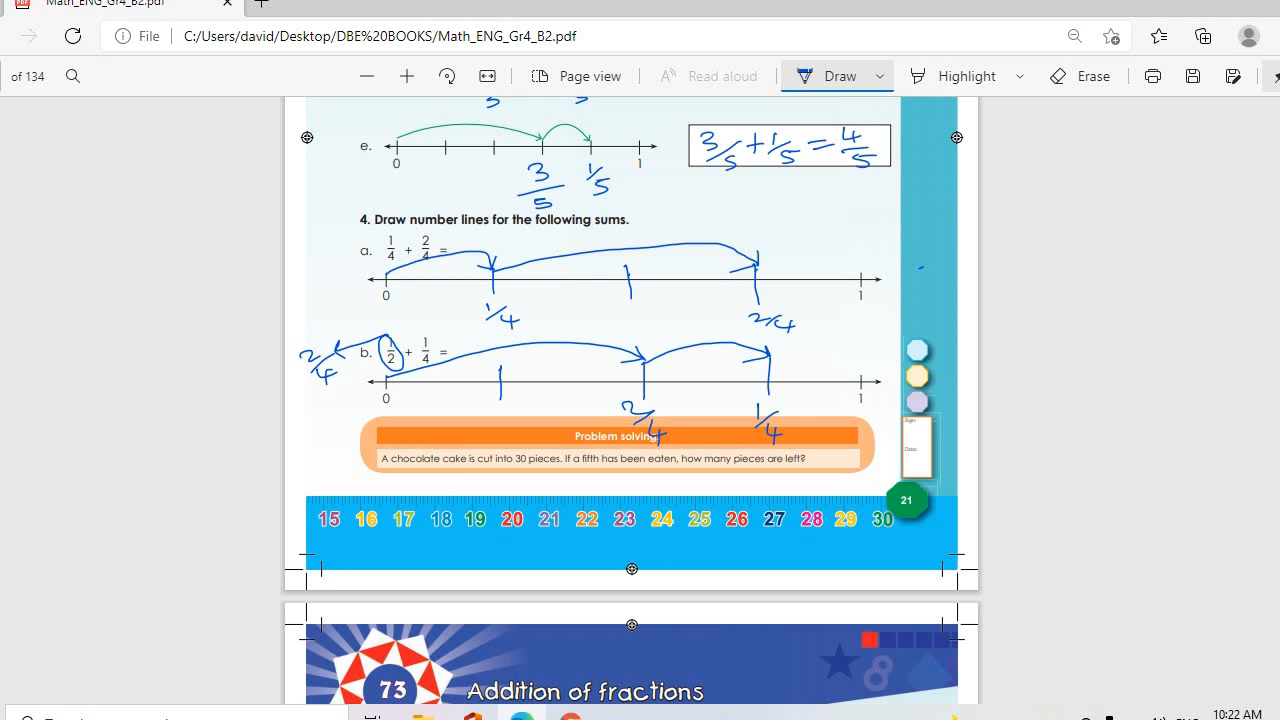 Math_ENG_Gr4_B2.pdf
File C:/Users/david/Desktop/DBE%20BOOKS/Math_ENG_Gr4_B2.pdf
of 134 Page view Read aloud Draw Highlight Erase
5 5
e. 0 1
3/5 + 1/5 = 4/5
3/5 1/5
4. Draw number lines for the following sums.
a. 1/4 + 2/4 =
0 1
1/4 2/4
2/4 b. 1/2 + 1/4 =
0 1
2/4 1/4
Problem solving
A chocolate cake is cut into 30 pieces. If a fifth has been eaten, how many pieces are left?
Sign:
Date:
21
15 16 17 18 19 20 21 22 23 24 25 26 27 28 29 30
73 Addition of fractions
8
10:22 AM